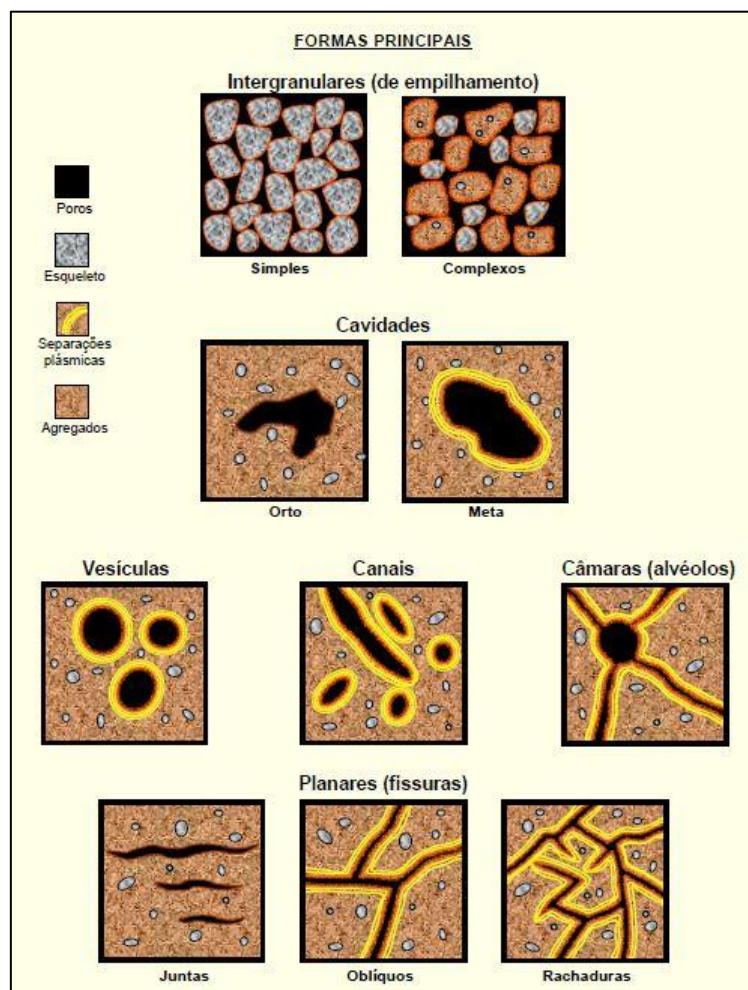 FORMAS PRINCIPAIS
Intergranulares (de empilhamento)
Poros
Esqueleto
Separações
plásmicas
Agregados
Simples
Complexos
Cavidades
Orto
Meta
Vesículas
Canais
Câmaras (alvéolos)
Planares (fissuras)
Juntas
Oblíquos
Rachaduras